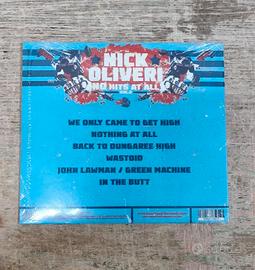 NICK
OLIVERI
NO HITS AT ALL
WE ONLY CAME TO GET HIGH
NOTHING AT ALL
BACK TO DUNGAREE HIGH
WASTOID
JOHN LAWMAN / GREEN MACHINE
IN THE BUTT